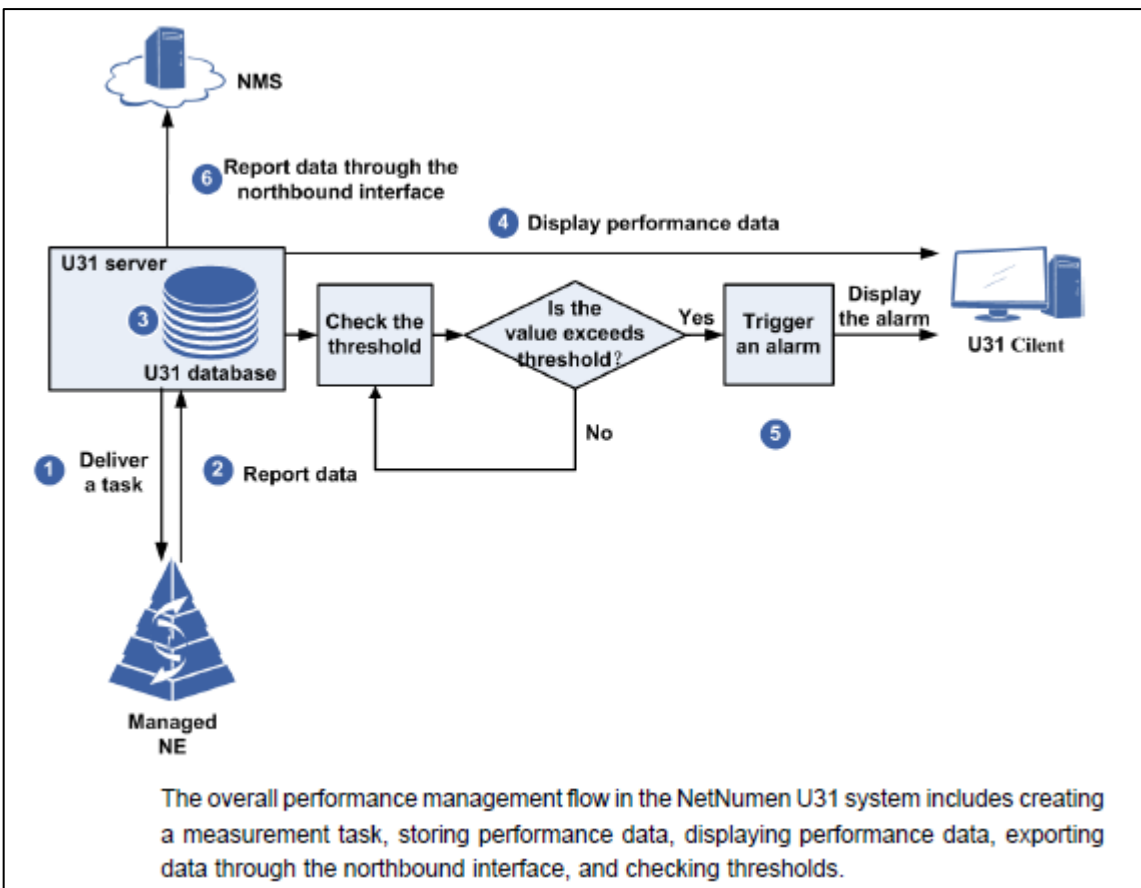 NMS
6
Report data through the
northbound interface
4
Display performance data
U31 server
3
U31 database
Check the
threshold
Is the
value exceeds
threshold?
Yes
Trigger
an alarm
Display
the alarm
U31 Cilent
No
5
1
Deliver
a task
2
Report data
Managed
NE
The overall performance management flow in the NetNumen U31 system includes creating
a measurement task, storing performance data, displaying performance data, exporting
data through the northbound interface, and checking thresholds.